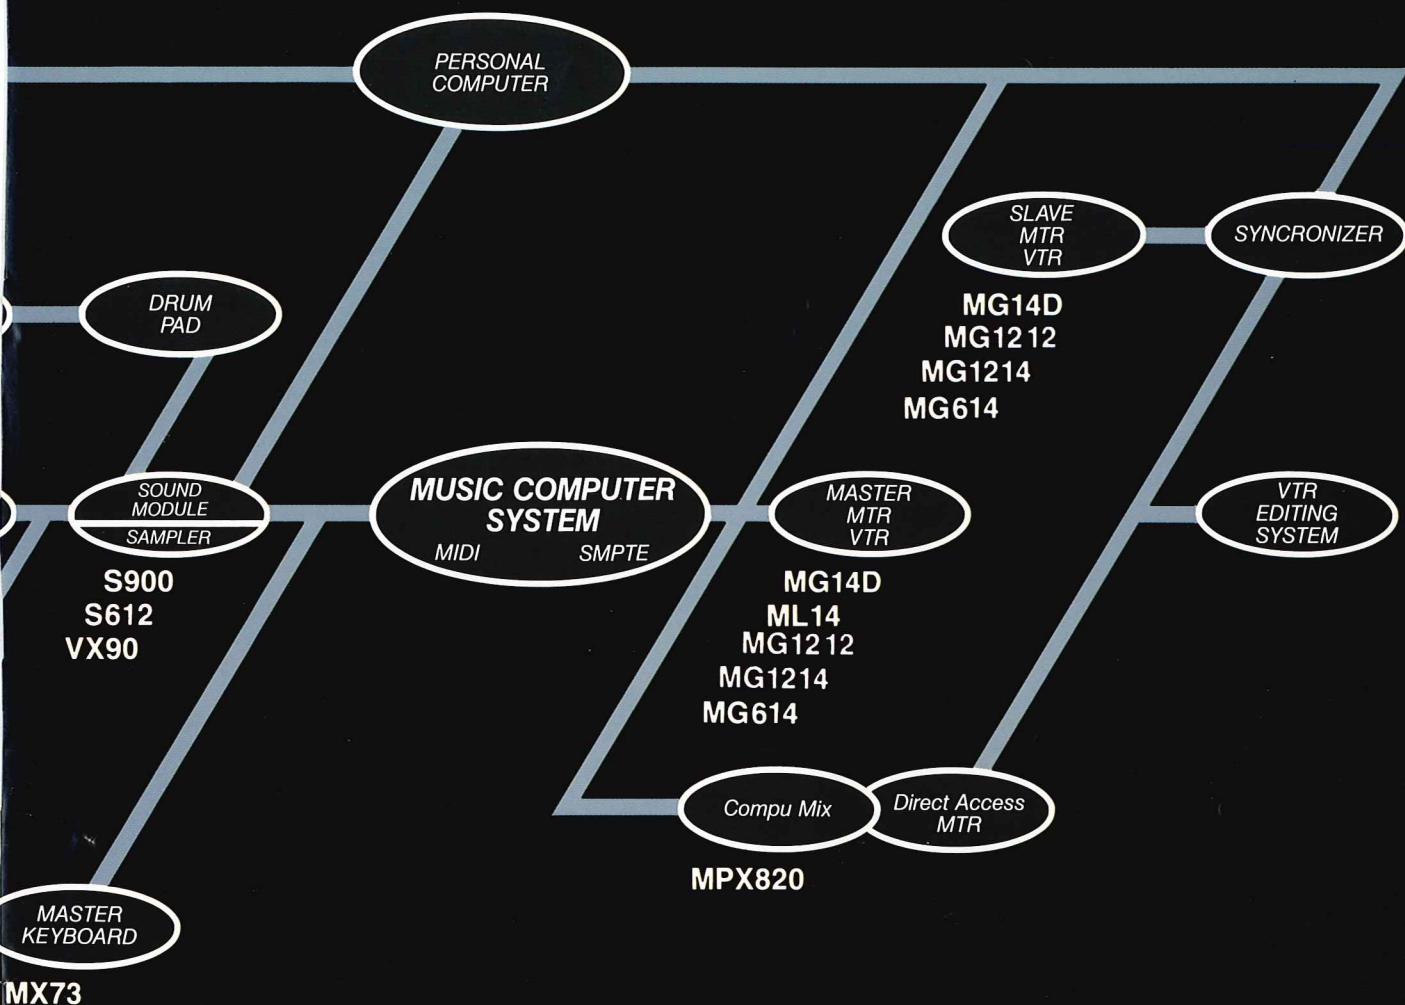 PERSONAL
COMPUTER
SLAVE
MTR
VTR
SYNCRONIZER
MG14D
MG1212
MG1214
MG614
DRUM
PAD
SOUND
MODULE
SAMPLER
S900
S612
VX90
MUSIC COMPUTER
SYSTEM
MIDI SMPTE
MASTER
MTR
VTR
MG14D
ML14
MG1212
MG1214
MG614
VTR
EDITING
SYSTEM
Compu Mix
Direct Access
MTR
MPX820
MASTER
KEYBOARD
MX73